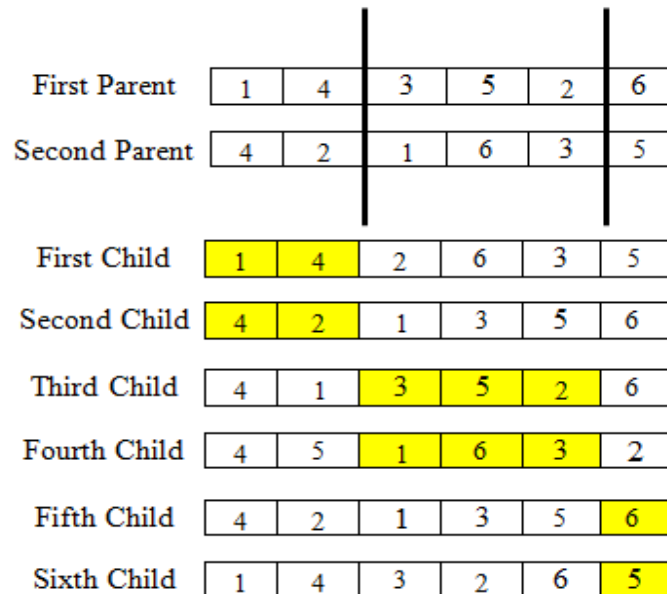 First Parent 1 4 3 5 2 6
Second Parent 4 2 1 6 3 5
First Child 1 4 2 6 3 5
Second Child 4 2 1 3 5 6
Third Child 4 1 3 5 2 6
Fourth Child 4 5 1 6 3 2
Fifth Child 4 2 1 3 5 6
Sixth Child 1 4 3 2 6 5